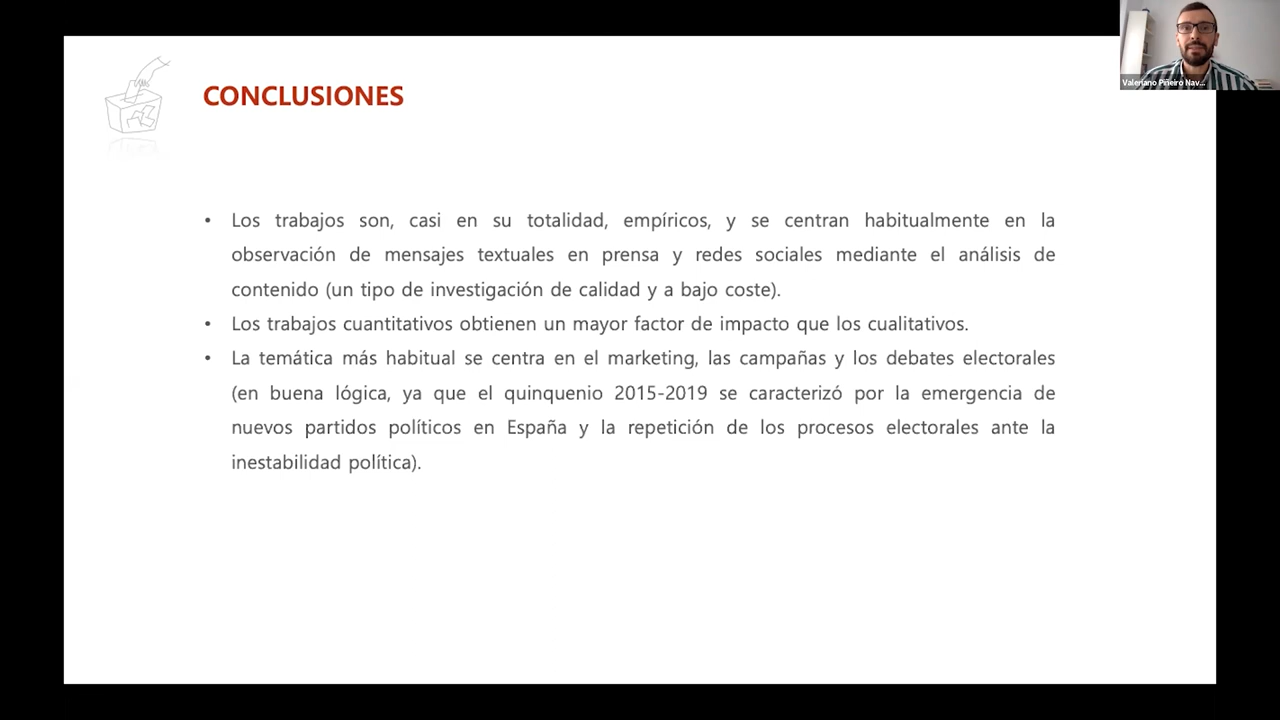 Valeriano Piñeiro Nav...
CONCLUSIONES
• Los trabajos son, casi en su totalidad, empíricos, y se centran habitualmente en la
observación de mensajes textuales en prensa y redes sociales mediante el análisis de
contenido (un tipo de investigación de calidad y a bajo coste).
• Los trabajos cuantitativos obtienen un mayor factor de impacto que los cualitativos.
• La temática más habitual se centra en el marketing, las campañas y los debates electorales
(en buena lógica, ya que el quinquenio 2015-2019 se caracterizó por la emergencia de
nuevos partidos políticos en España y la repetición de los procesos electorales ante la
inestabilidad política).